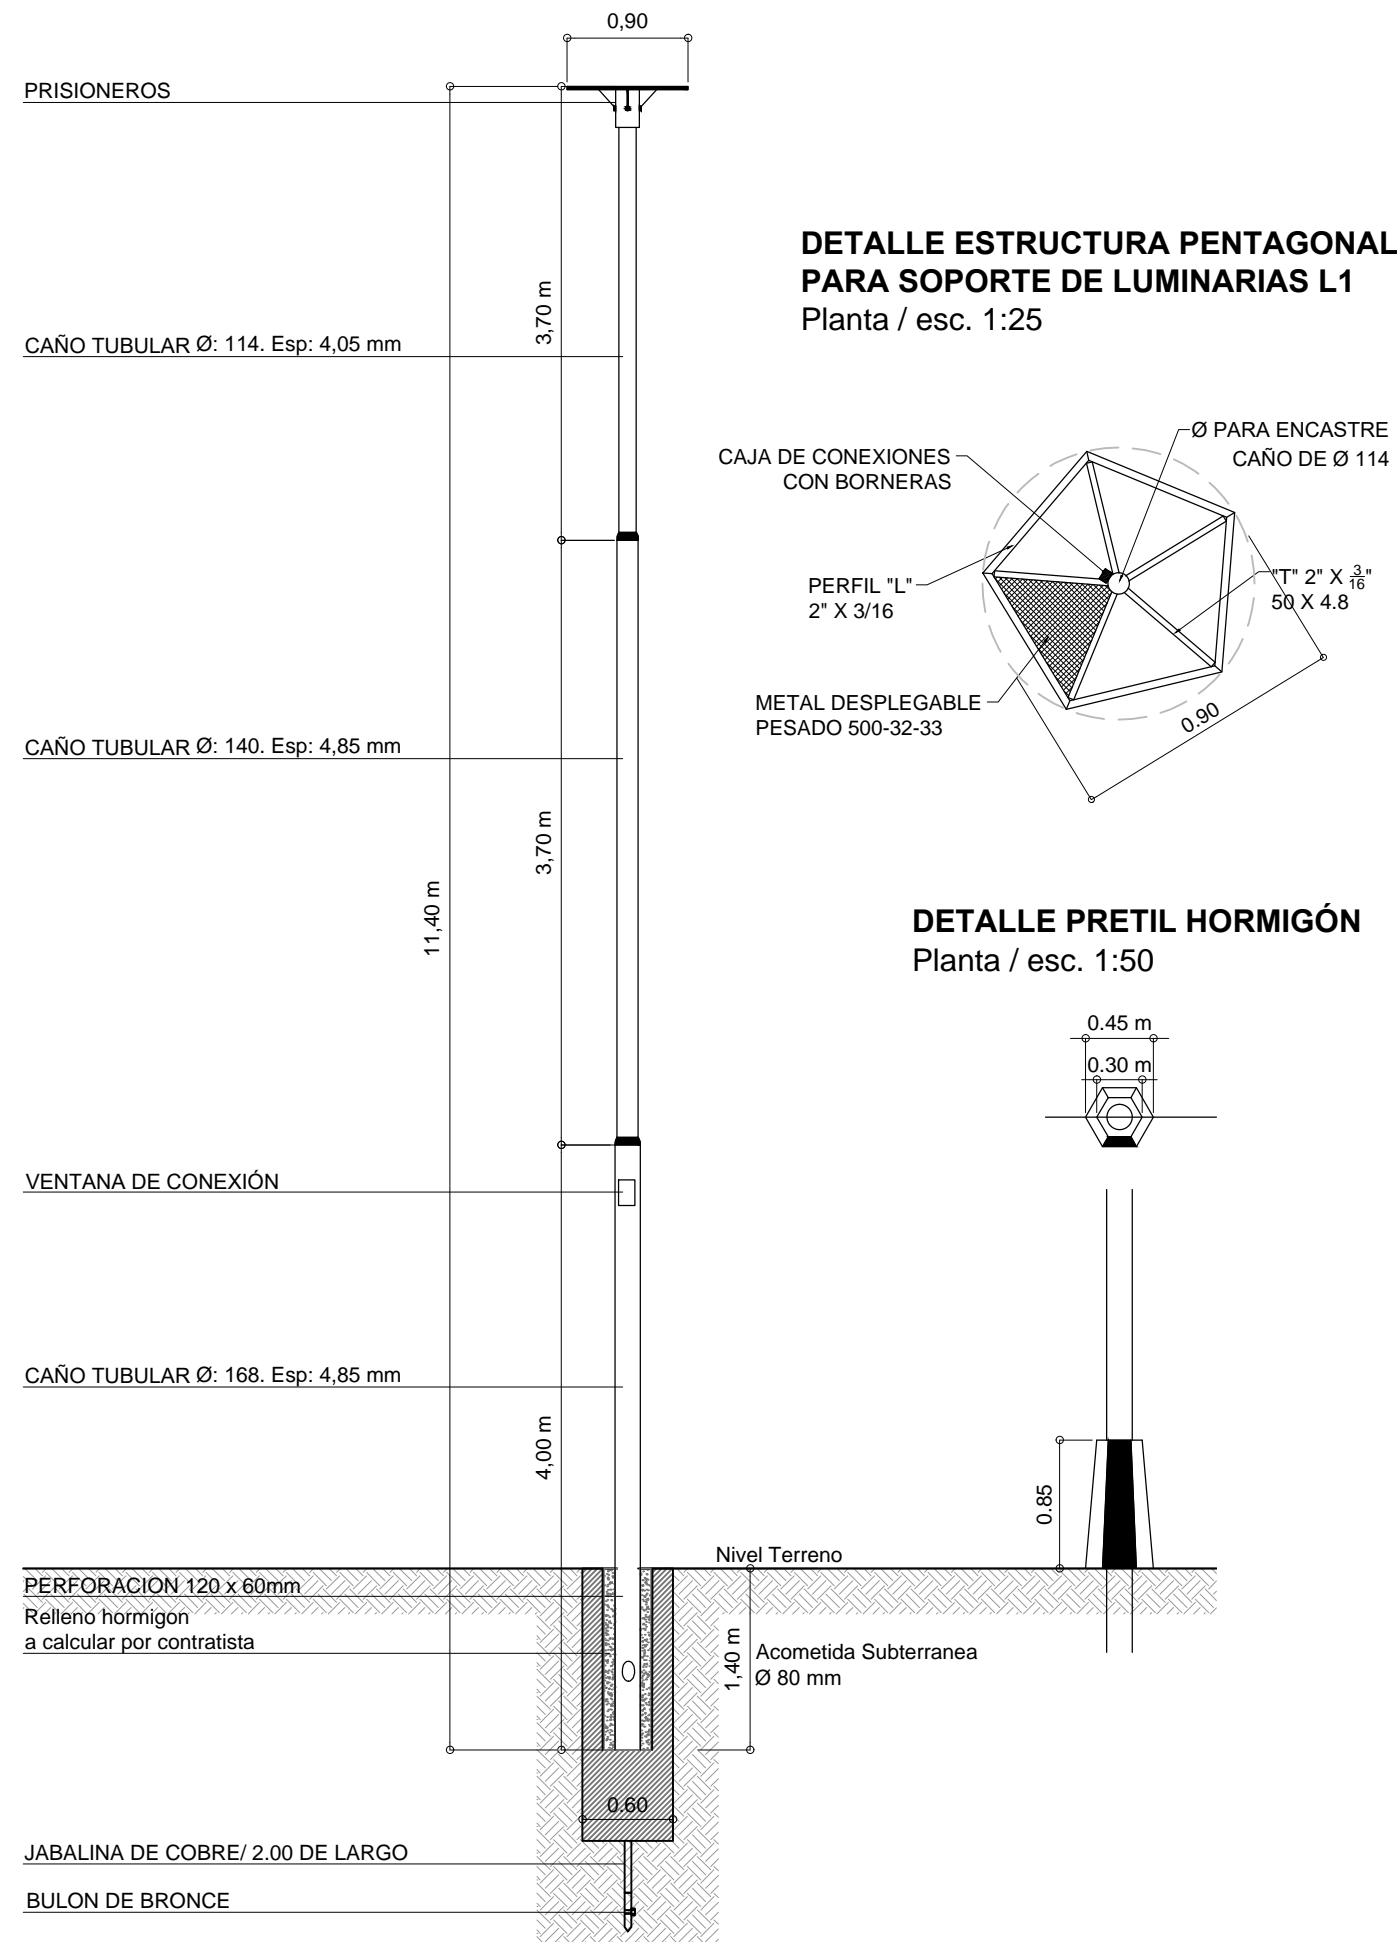 0,90
PRISIONEROS
3,70 m
CAÑO TUBULAR Ø: 114. Esp: 4,05 mm
DETALLE ESTRUCTURA PENTAGONAL
PARA SOPORTE DE LUMINARIAS L1
Planta / esc. 1:25
CAJA DE CONEXIONES
CON BORNERAS
Ø PARA ENCASTRE
CAÑO DE Ø 114
PERFIL "L"
2" X 3/16
"T" 2" X 3/16"
50 X 4.8
METAL DESPLEGABLE
PESADO 500-32-33
0.90
CAÑO TUBULAR Ø: 140. Esp: 4,85 mm
3,70 m
11,40 m
DETALLE PRETIL HORMIGÓN
Planta / esc. 1:50
0.45 m
0.30 m
VENTANA DE CONEXIÓN
CAÑO TUBULAR Ø: 168. Esp: 4,85 mm
4,00 m
0.85
Nivel Terreno
PERFORACION 120 x 60mm
Relleno hormigon
a calcular por contratista
1,40 m
Acometida Subterranea
Ø 80 mm
0.60
JABALINA DE COBRE/ 2.00 DE LARGO
BULON DE BRONCE